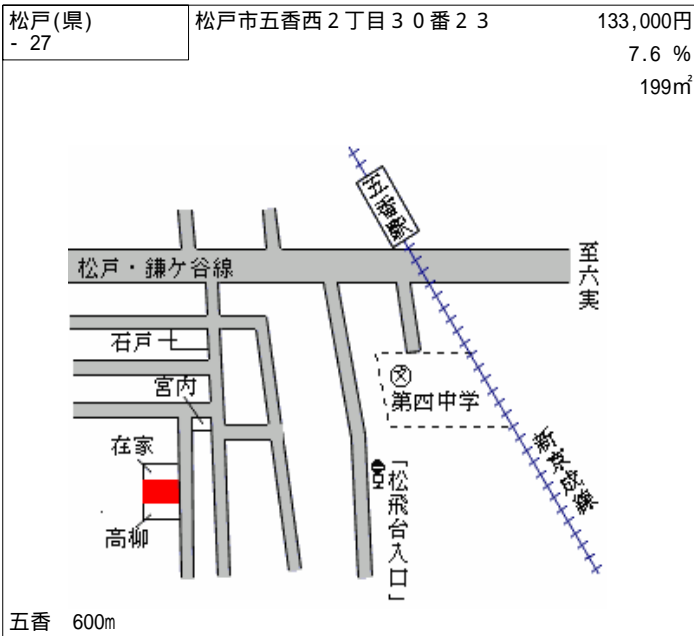 松戸(県)
- 27
松戸市五香西２丁目３０番２３
133,000円
7.6 %
199㎡
五香駅
松戸・鎌ケ谷線
至六実
石戸
宮内
第四中学
在家
新京成線
「松飛台入口」
高柳
五香 600m